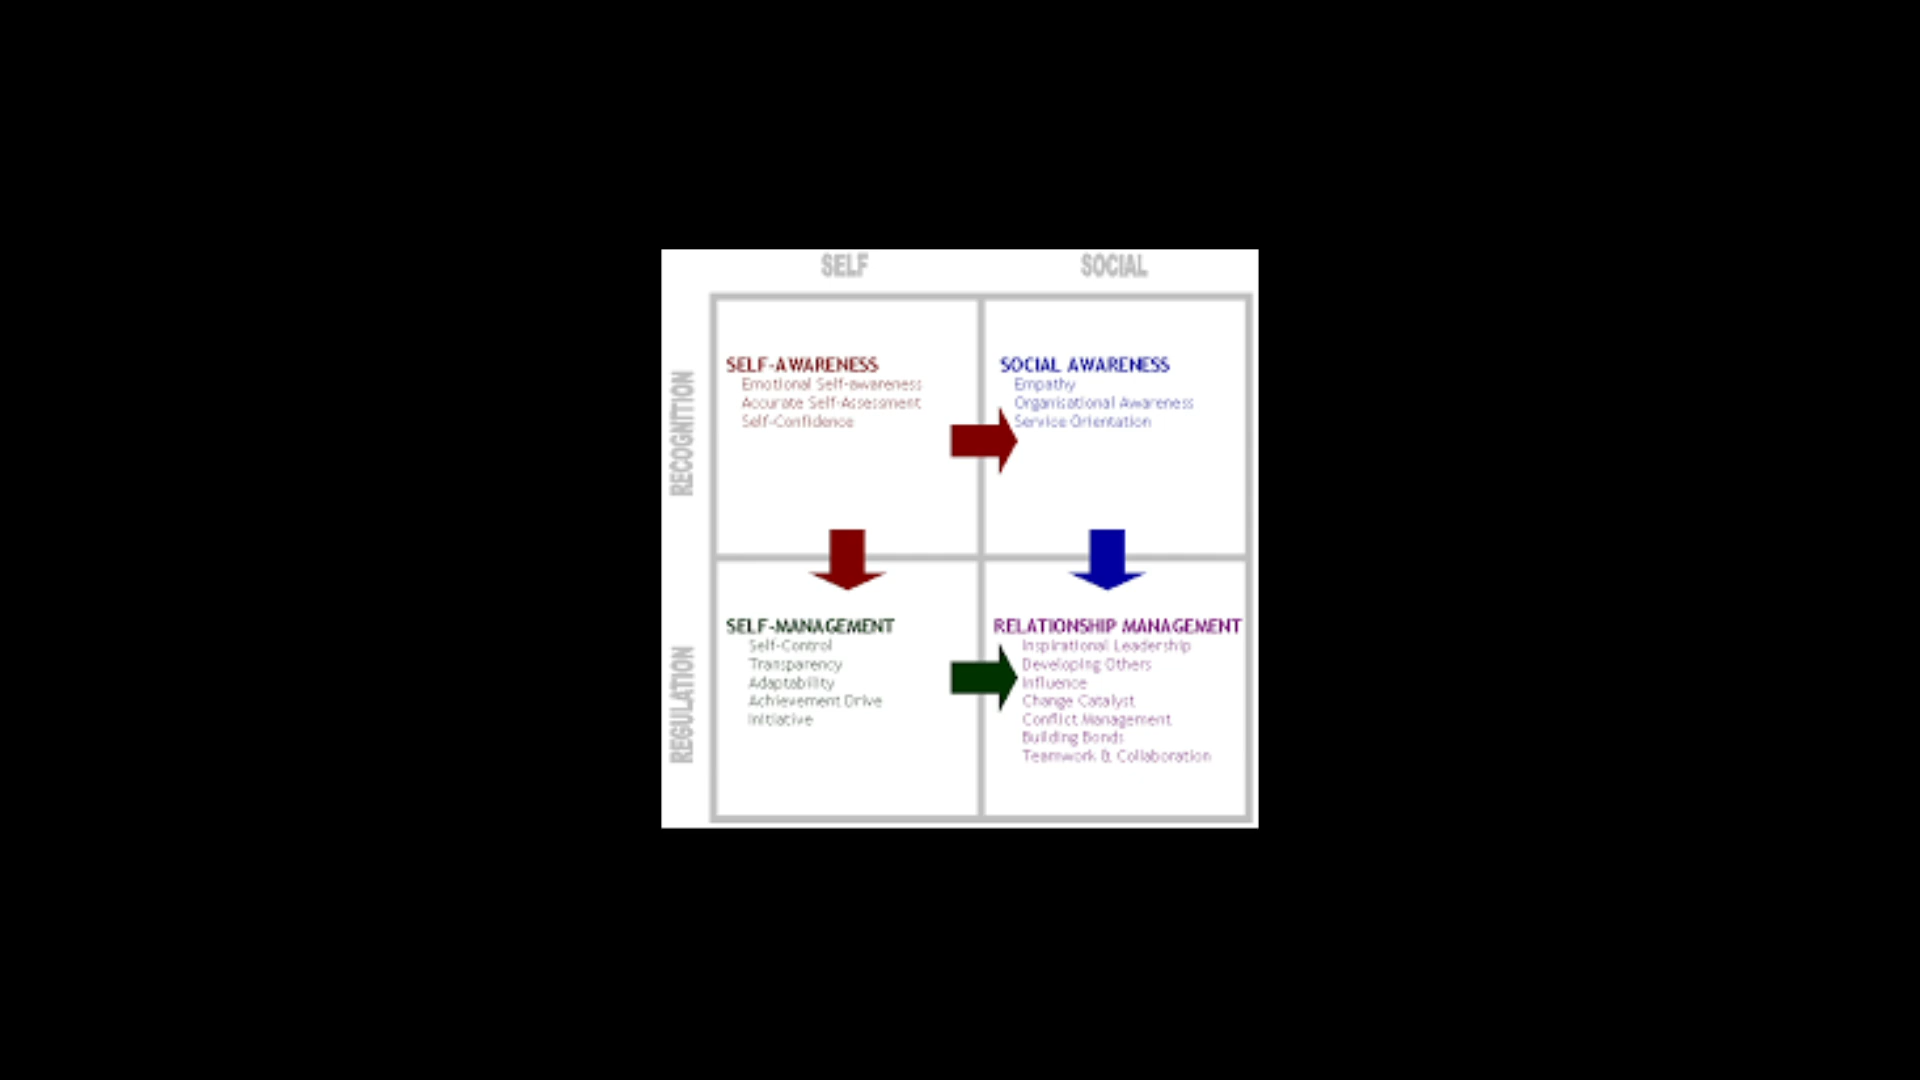 SELF
SOCIAL
RECOGNITION
SELF-AWARENESS
Emotional Self-awareness
Accurate Self-Assessment
Self-Confidence
SOCIAL AWARENESS
Empathy
Organisational Awareness
Service Orientation
REGULATION
SELF-MANAGEMENT
Self-Control
Transparency
Adaptability
Achievement Drive
Initiative
RELATIONSHIP MANAGEMENT
Inspirational Leadership
Developing Others
Influence
Change Catalyst
Conflict Management
Building Bonds
Teamwork & Collaboration